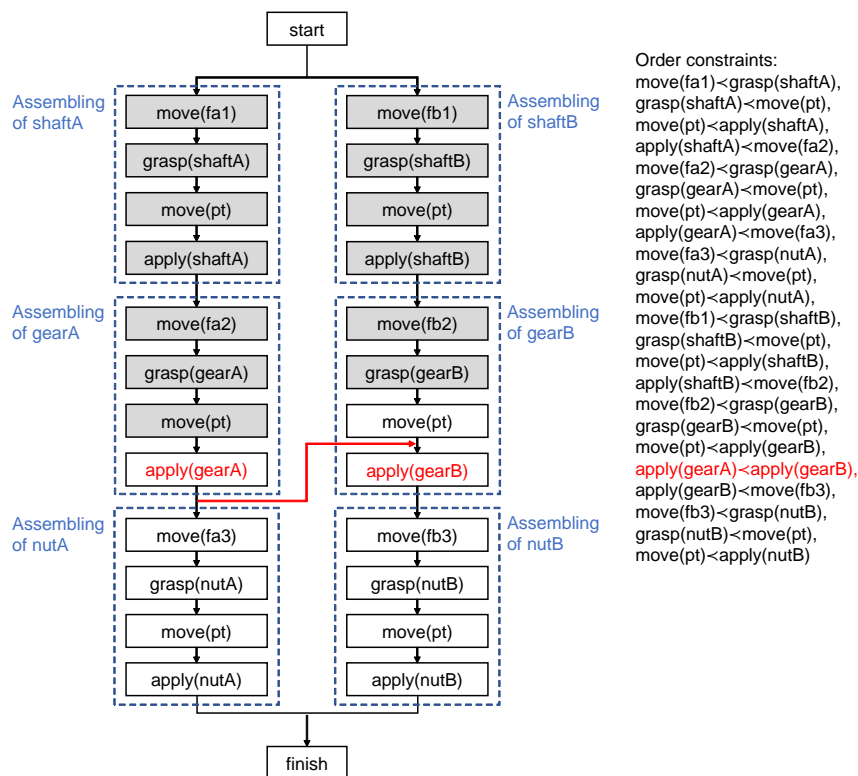 start
Assembling
of shaftA
move(fa1)
grasp(shaftA)
move(pt)
apply(shaftA)
Assembling
of gearA
move(fa2)
grasp(gearA)
move(pt)
apply(gearA)
Assembling
of nutA
move(fa3)
grasp(nutA)
move(pt)
apply(nutA)
Assembling
of shaftB
move(fb1)
grasp(shaftB)
move(pt)
apply(shaftB)
Assembling
of gearB
move(fb2)
grasp(gearB)
move(pt)
apply(gearB)
Assembling
of nutB
move(fb3)
grasp(nutB)
move(pt)
apply(nutB)
finish
Order constraints:
move(fa1)≺grasp(shaftA),
grasp(shaftA)≺move(pt),
move(pt)≺apply(shaftA),
apply(shaftA)≺move(fa2),
move(fa2)≺grasp(gearA),
grasp(gearA)≺move(pt),
move(pt)≺apply(gearA),
apply(gearA)≺move(fa3),
move(fa3)≺grasp(nutA),
grasp(nutA)≺move(pt),
move(pt)≺apply(nutA),
move(fb1)≺grasp(shaftB),
grasp(shaftB)≺move(pt),
move(pt)≺apply(shaftB),
apply(shaftB)≺move(fb2),
move(fb2)≺grasp(gearB),
grasp(gearB)≺move(pt),
move(pt)≺apply(gearB),
apply(gearA)≺apply(gearB),
apply(gearB)≺move(fb3),
move(fb3)≺grasp(nutB),
grasp(nutB)≺move(pt),
move(pt)≺apply(nutB)